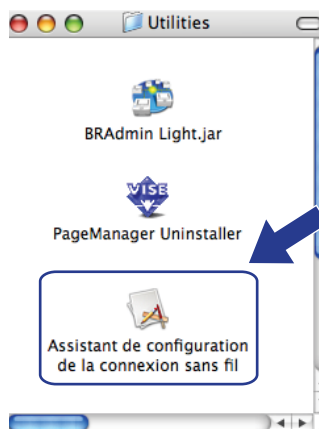 Utilities
BRAdmin Light.jar
VISE
PageManager Uninstaller
Assistant de configuration
de la connexion sans fil